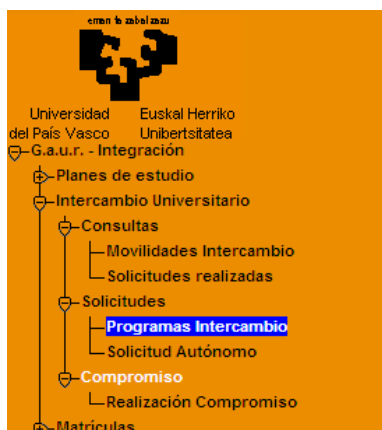 eman ta zabal zazu
Universidad Euskal Herriko
del País Vasco Unibertsitatea
G.a.u.r. - Integración
Planes de estudio
Intercambio Universitario
Consultas
Movilidades Intercambio
Solicitudes realizadas
Solicitudes
Programas Intercambio
Solicitud Autónomo
Compromiso
Realización Compromiso
Matrículas